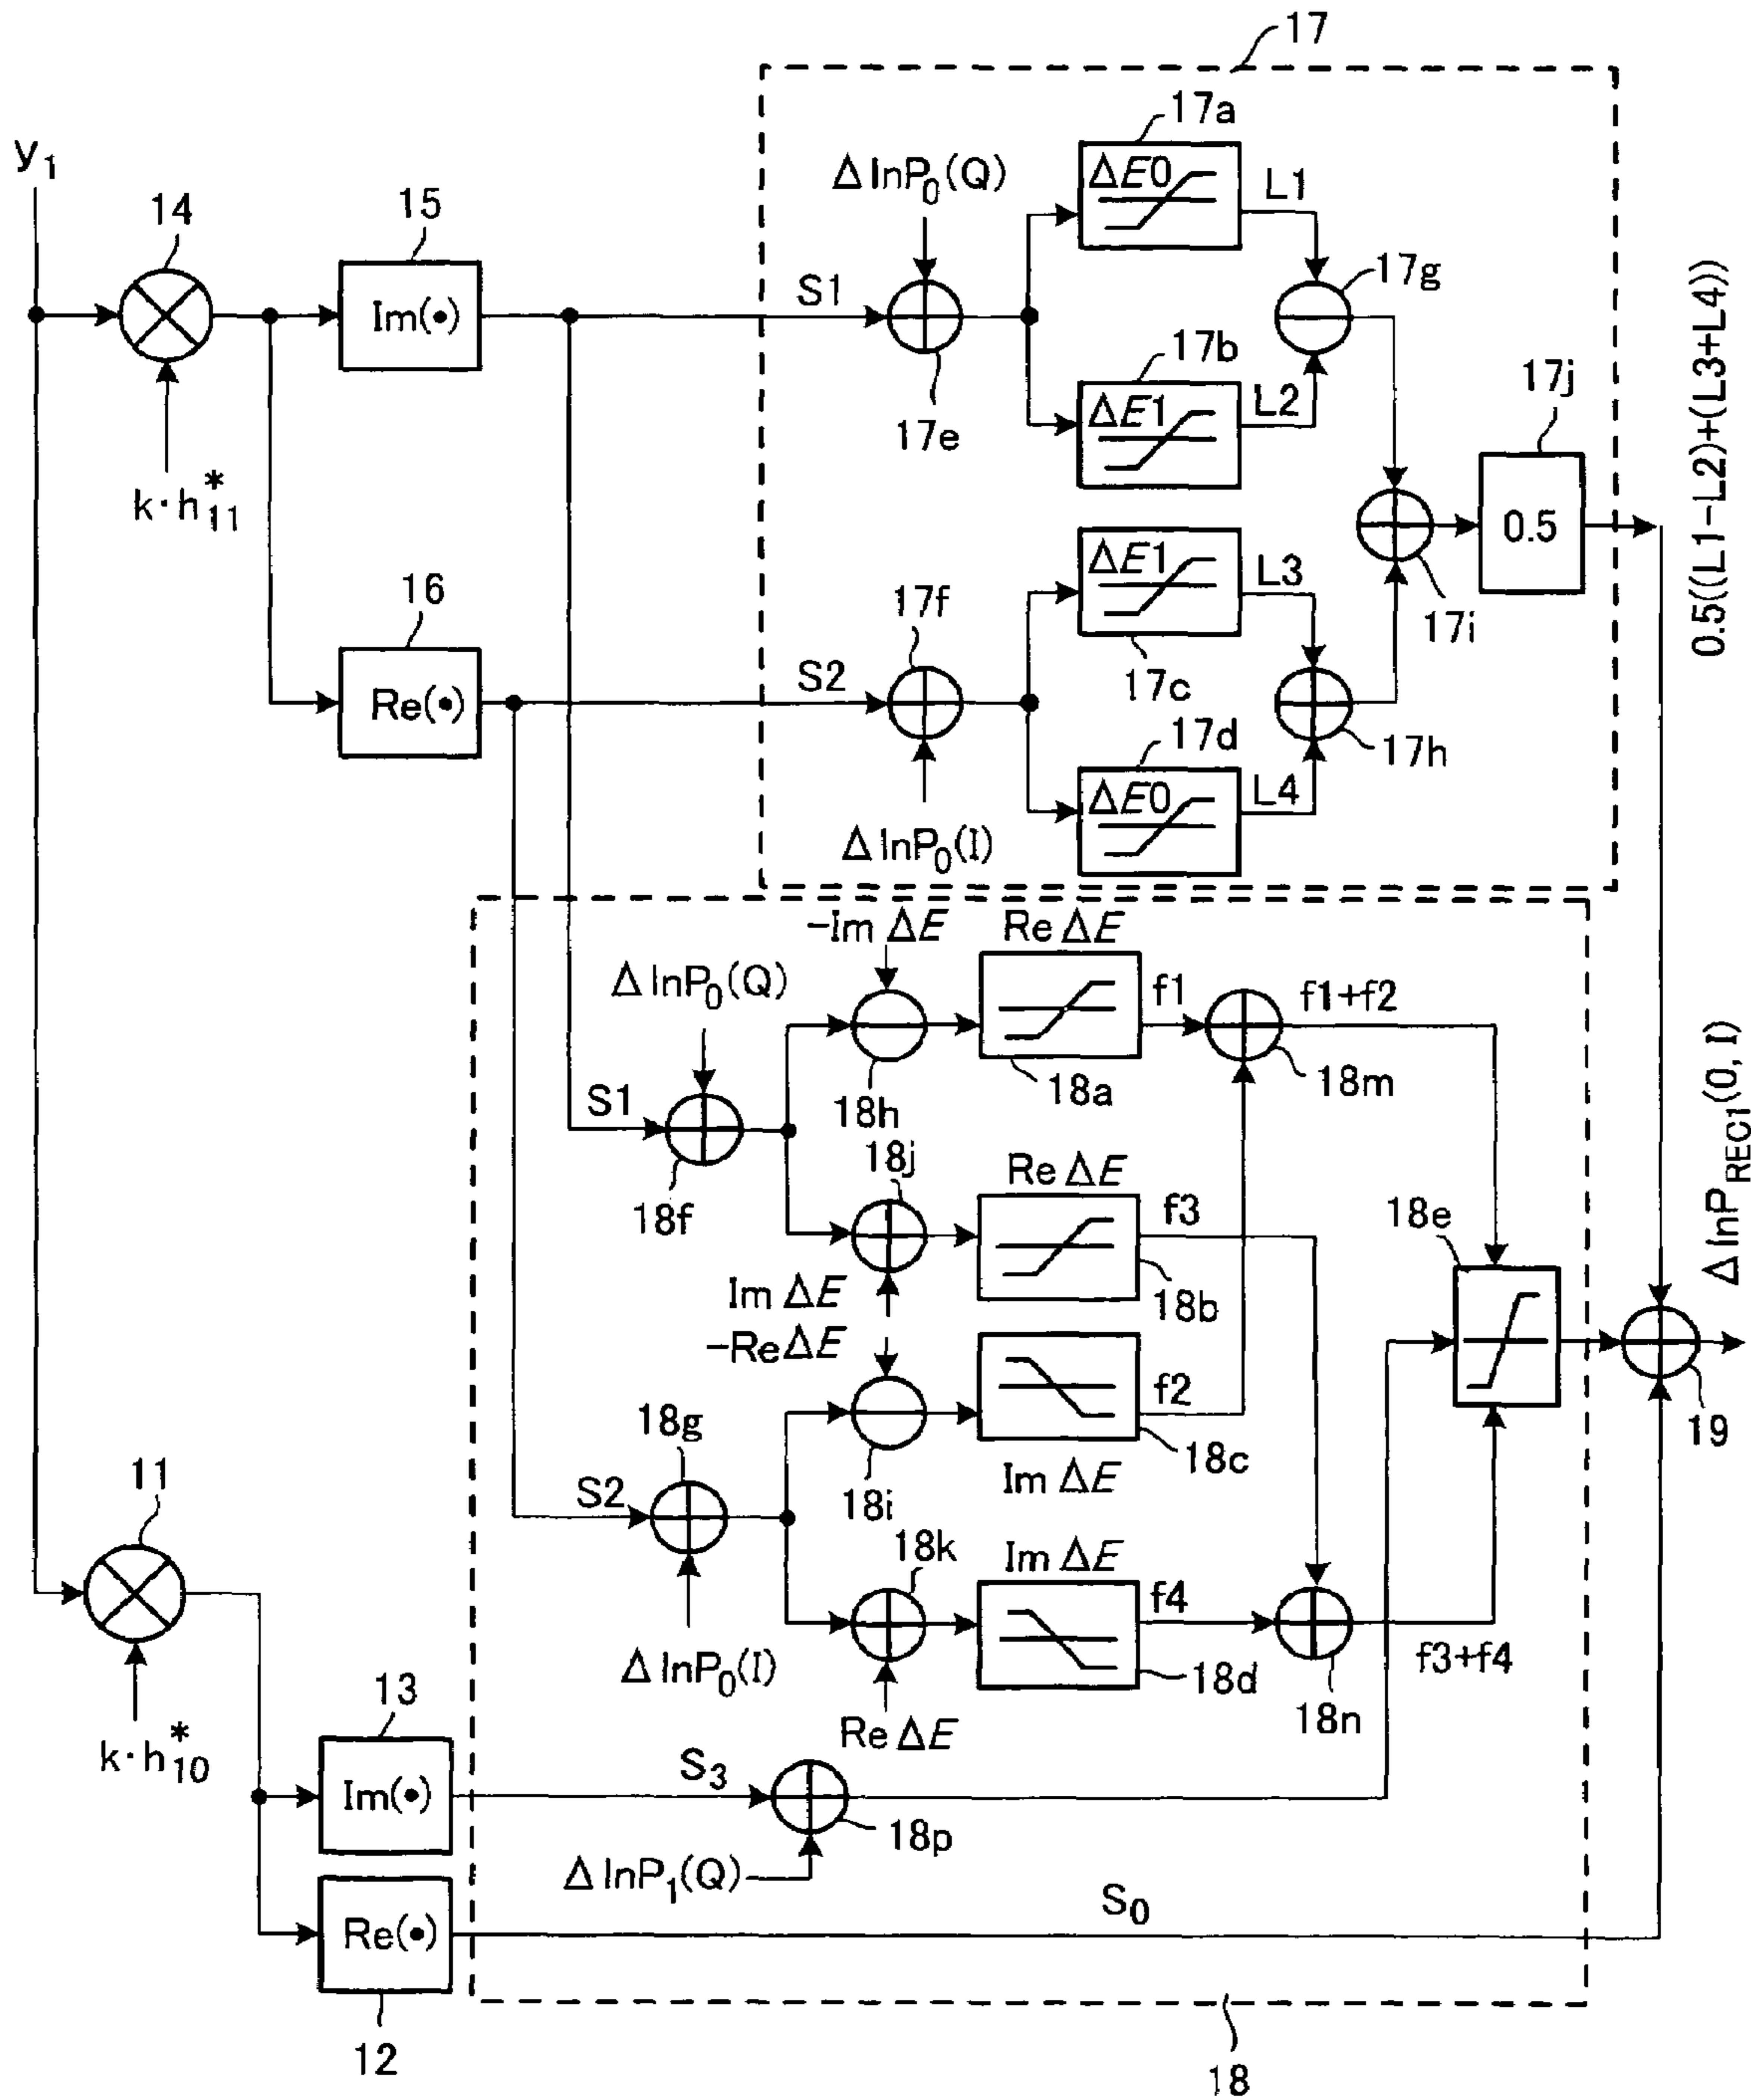 17
17a
y₁
ΔlnP₀(Q)
ΔE0
L1
14
15
17g
S1
Im(•)
17b
17j
ΔE1
L2
17e
k・h*₁₁
0.5
ΔE1
L3
16
17f
17i
S2
17c
Re(•)
17d
17h
ΔE0
L4
ΔlnP₀(I)
0.5((L1-L2)+(L3+L4))
-Im ΔE
Re ΔE
ΔlnP₀(Q)
f1
f1+f2
18a
18m
18h
S1
18j
Re ΔE
18f
f3
18e
Im ΔE
18b
-Re ΔE
f2
18g
18c
19
11
S2
18i
Im ΔE
18k
Im ΔE
f4
ΔlnP_REC1(0, I)
ΔlnP₀(I)
18d
f3+f4
13
18n
k・h*₁₀
Re ΔE
S₃
Im(•)
18p
ΔlnP₁(Q)
S₀
Re(•)
12
18